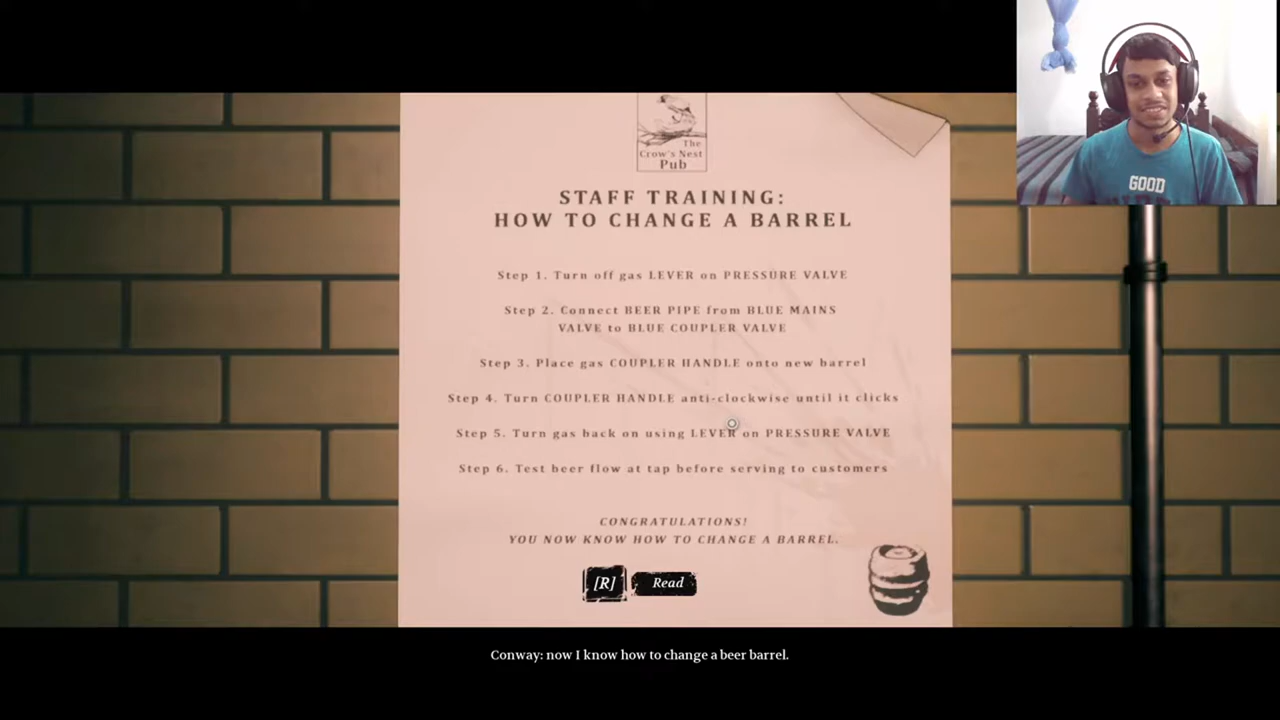 The
Crow's Nest
Pub
STAFF TRAINING:
HOW TO CHANGE A BARREL
Step 1. Turn off gas LEVER on PRESSURE VALVE
Step 2. Connect BEER PIPE from BLUE MAINS
VALVE to BLUE COUPLER VALVE
Step 3. Place gas COUPLER HANDLE onto new barrel
Step 4. Turn COUPLER HANDLE anti-clockwise until it clicks
Step 5. Turn gas back on using LEVER on PRESSURE VALVE
Step 6. Test beer flow at tap before serving to customers
CONGRATULATIONS!
YOU NOW KNOW HOW TO CHANGE A BARREL.
[R] Read
Conway: now I know how to change a beer barrel.
GOOD